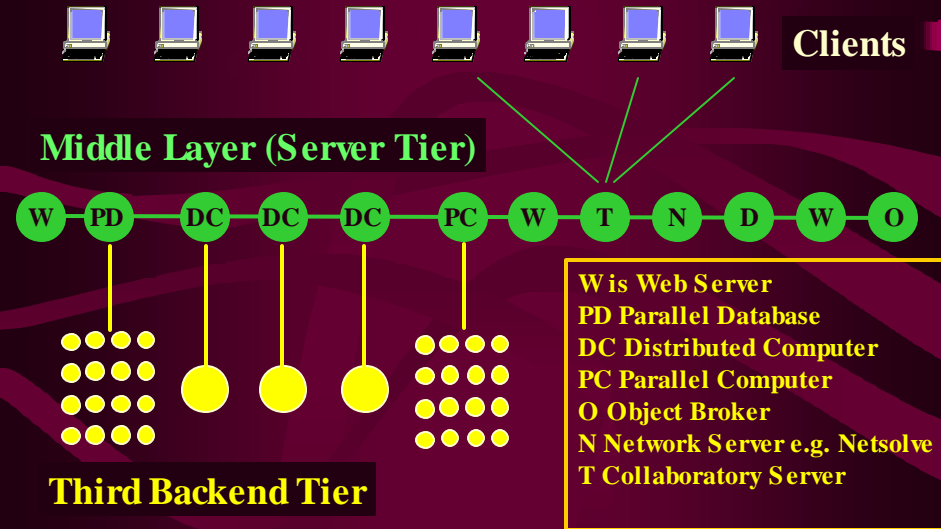 Clients
Middle Layer (Server Tier)
W PD DC DC DC PC W T N D W O
W is Web Server
PD Parallel Database
DC Distributed Computer
PC Parallel Computer
O Object Broker
N Network Server e.g. Netsolve
T Collaboratory Server
Third Backend Tier